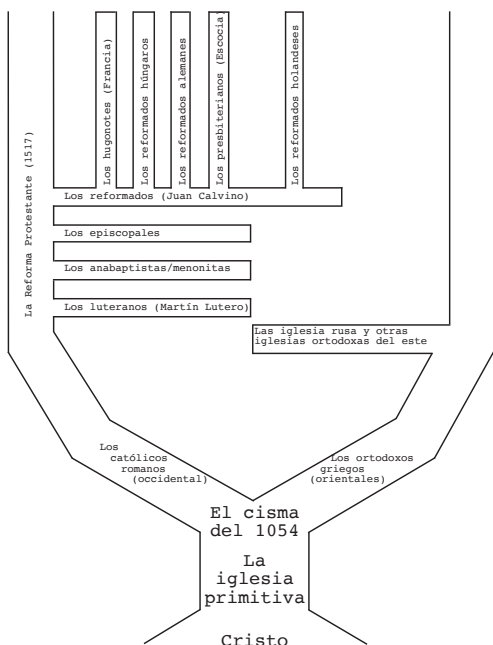 La Reforma Protestante (1517)
Los hugonotes (Francia)
Los reformados húngaros
Los reformados alemanes
Los presbiterianos (Escocia)
Los reformados holandeses
Los reformados (Juan Calvino)
Los episcopales
Los anabaptistas/menonitas
Los luteranos (Martín Lutero)
Las iglesia rusa y otras
iglesias ortodoxas del este
Los
católicos
romanos
(occidental)
Los ortodoxos
griegos
(orientales)
El cisma
del 1054
La
iglesia
primitiva
Cristo